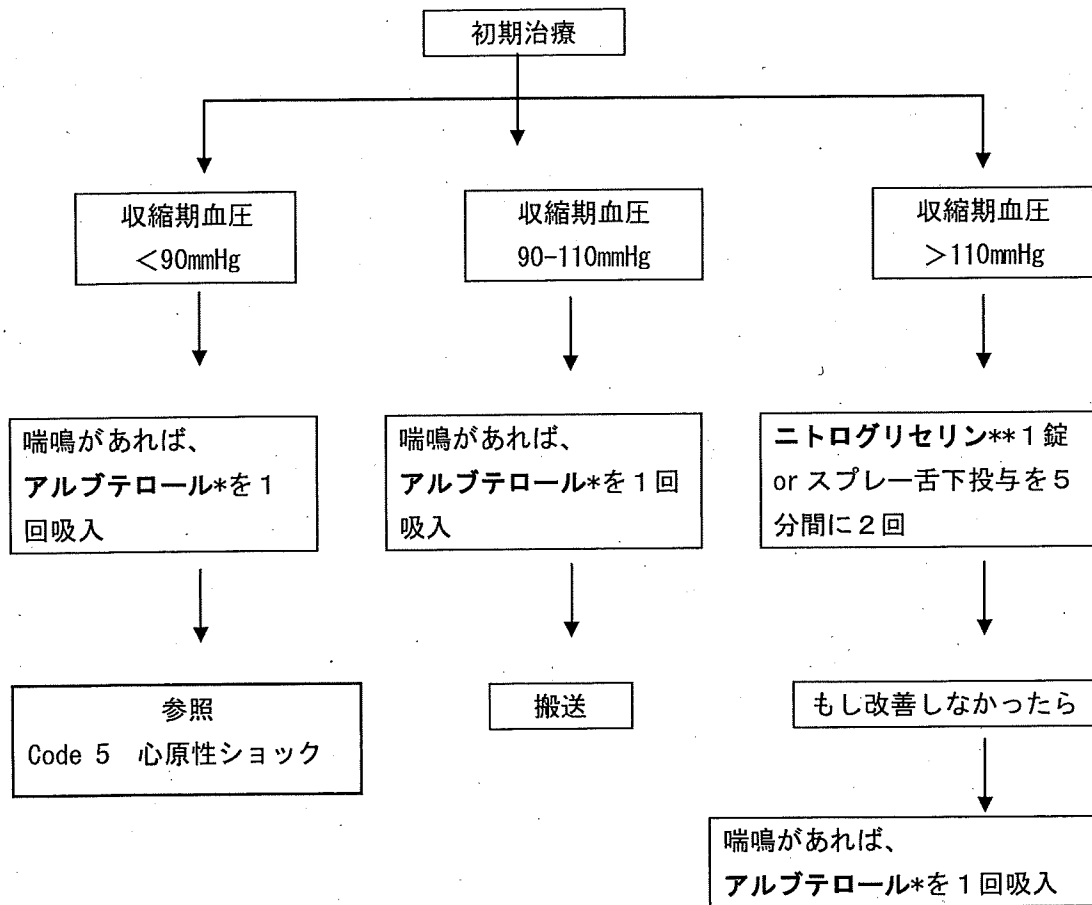 初期治療
収縮期血圧
<90mmHg
収縮期血圧
90-110mmHg
収縮期血圧
>110mmHg
喘鳴があれば、
アルブテロール*を1
回吸入
喘鳴があれば、
アルブテロール*を1回
吸入
ニトログリセリン**1錠
or スプレー舌下投与を5
分間に2回
参照
Code 5 心原性ショック
搬送
もし改善しなかったら
喘鳴があれば、
アルブテロール*を1回吸入